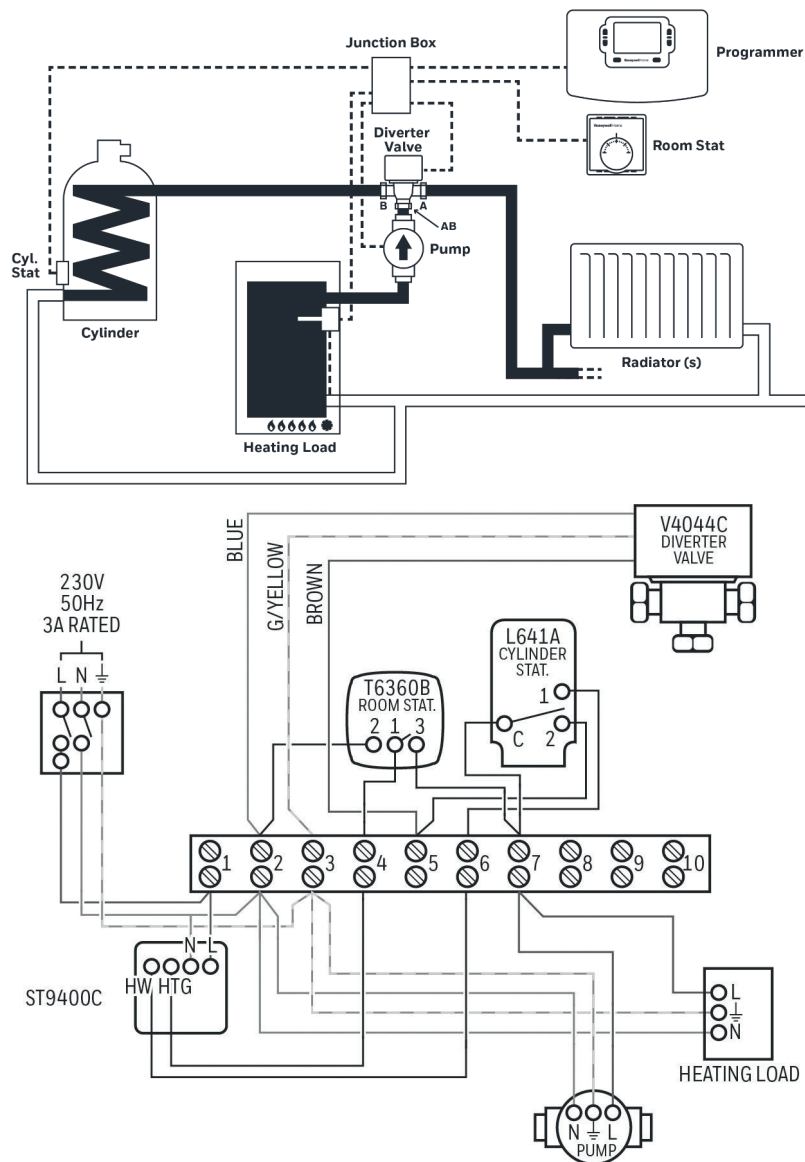 Junction Box
Programmer
Diverter
Valve
Room Stat
B
A
AB
Pump
Cyl.
Stat
Cylinder
Radiator (s)
Heating Load
BLUE
G/YELLOW
BROWN
V4044C
DIVERTER
VALVE
230V
50Hz
3A RATED
L N
L641A
CYLINDER
STAT.
1
C 2
T6360B
ROOM STAT.
2 1 3
1 2 3 4 5 6 7 8 9 10
N L
HW HTG
ST9400C
L
N
HEATING LOAD
N L
PUMP